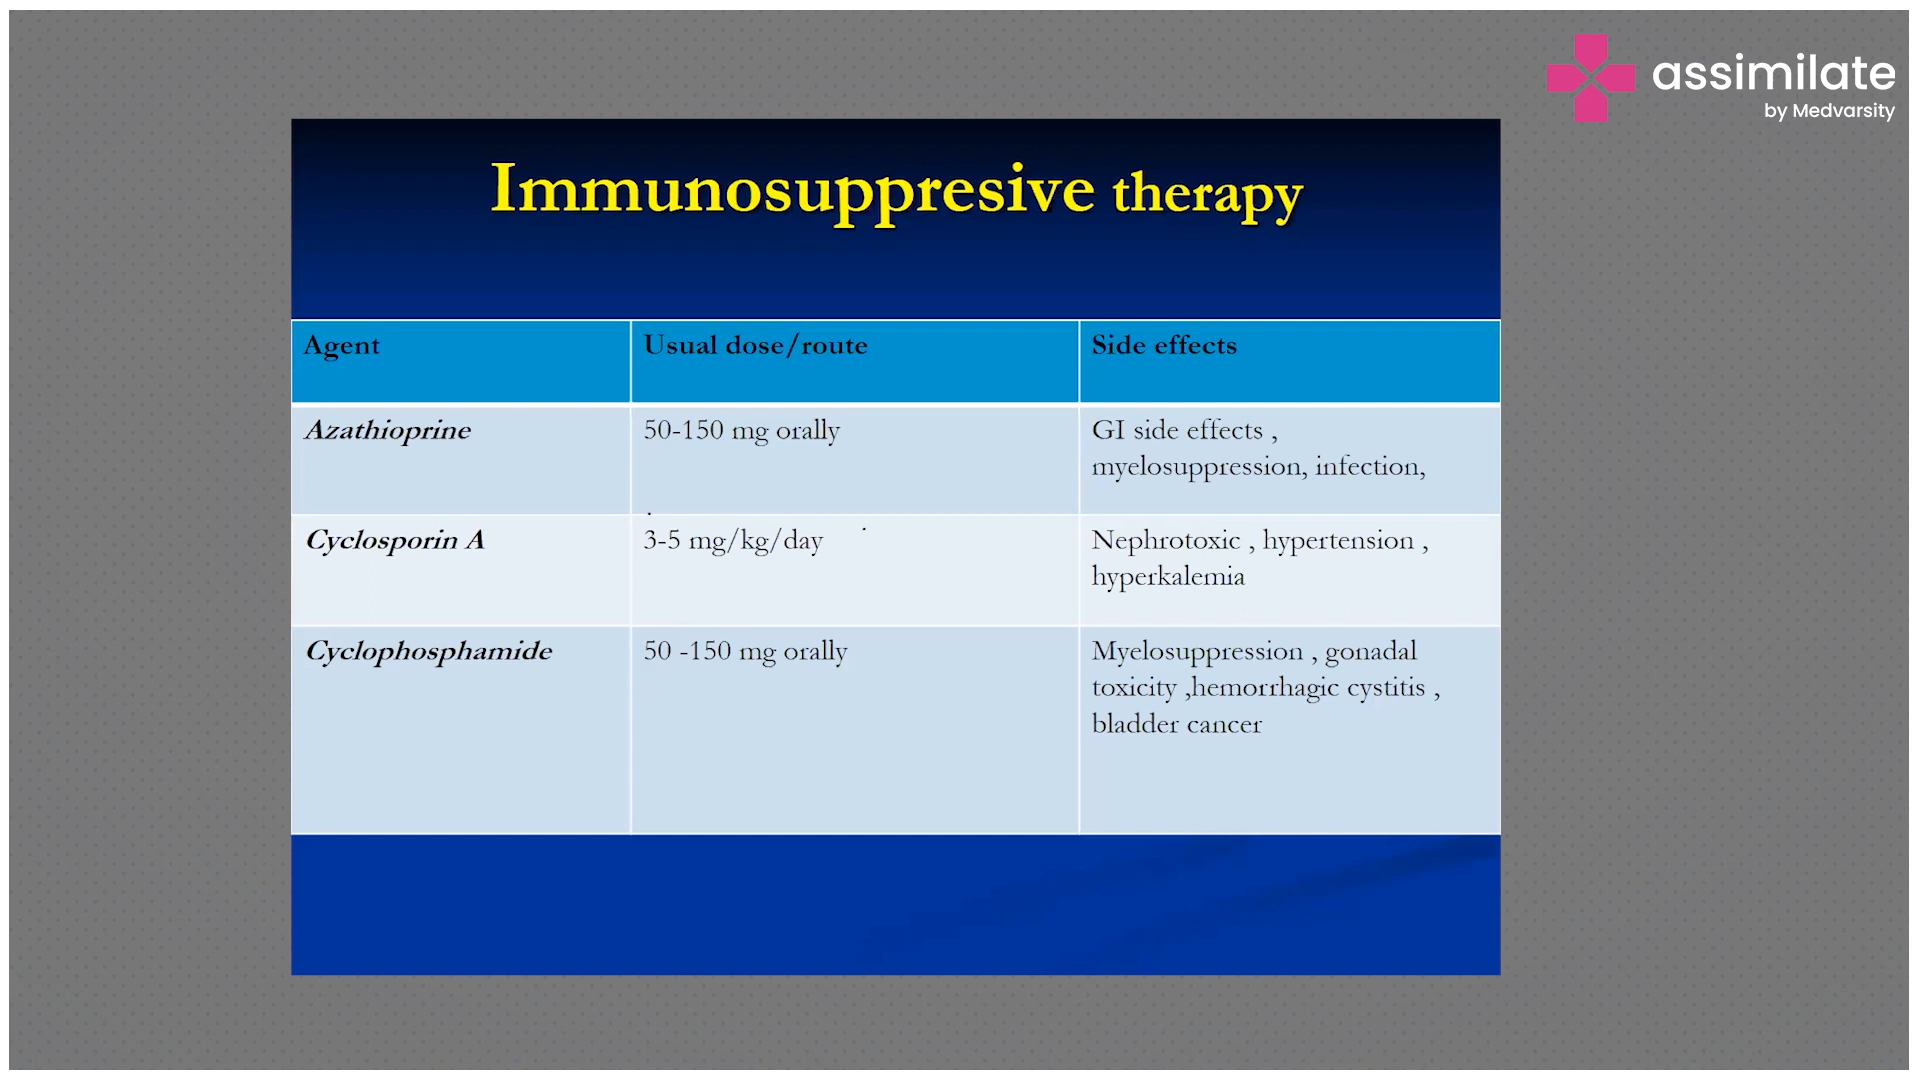 assimilate
by Medvarsity
Immunosuppresive therapy
Agent
Usual dose/route
Side effects
Azathioprine
50-150 mg orally
GI side effects ,
myelosuppression, infection,
Cyclosporin A
3-5 mg/kg/day
Nephrotoxic , hypertension ,
hyperkalemia
Cyclophosphamide
50 -150 mg orally
Myelosuppression , gonadal
toxicity ,hemorrhagic cystitis ,
bladder cancer